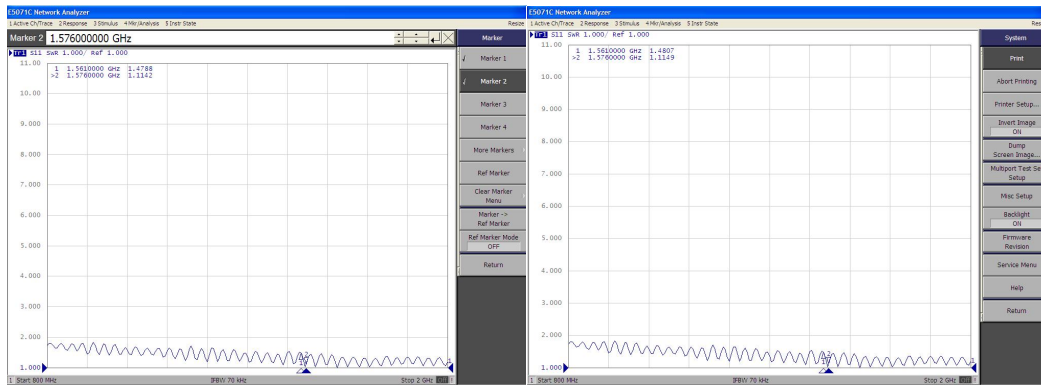 E5071C Network Analyzer
1 Active Ch/Trace 2 Response 3 Stimulus 4 Mkr/Analysis 5 Instr State
Resize
Marker 2 1.576000000 GHz
Tr1 S11 SWR 1.000/ Ref 1.000
11.00
1 1.5610000 GHz 1.4788
>2 1.5760000 GHz 1.1142
10.00
9.000
8.000
7.000
6.000
5.000
4.000
3.000
2.000
1.000
1 Start 800 MHz
IFBW 70 kHz
Stop 2 GHz Off !
Marker
Marker 1
Marker 2
Marker 3
Marker 4
More Markers
Ref Marker
Clear Marker
Menu
Marker ->
Ref Marker
Ref Marker Mode
OFF
Return
E5071C Network Analyzer
1 Active Ch/Trace 2 Response 3 Stimulus 4 Mkr/Analysis 5 Instr State
Res
Tr1 S11 SWR 1.000/ Ref 1.000
11.00
1 1.5610000 GHz 1.4807
>2 1.5760000 GHz 1.1149
10.00
9.000
8.000
7.000
6.000
5.000
4.000
3.000
2.000
1.000
1 Start 800 MHz
IFBW 70 kHz
Stop 2 GHz Off
System
Print
Abort Printing
Printer Setup...
Invert Image
ON
Dump
Screen Image...
Multiport Test Se
Setup
Misc Setup
Backlight
ON
Firmware
Revision
Service Menu
Help
Return